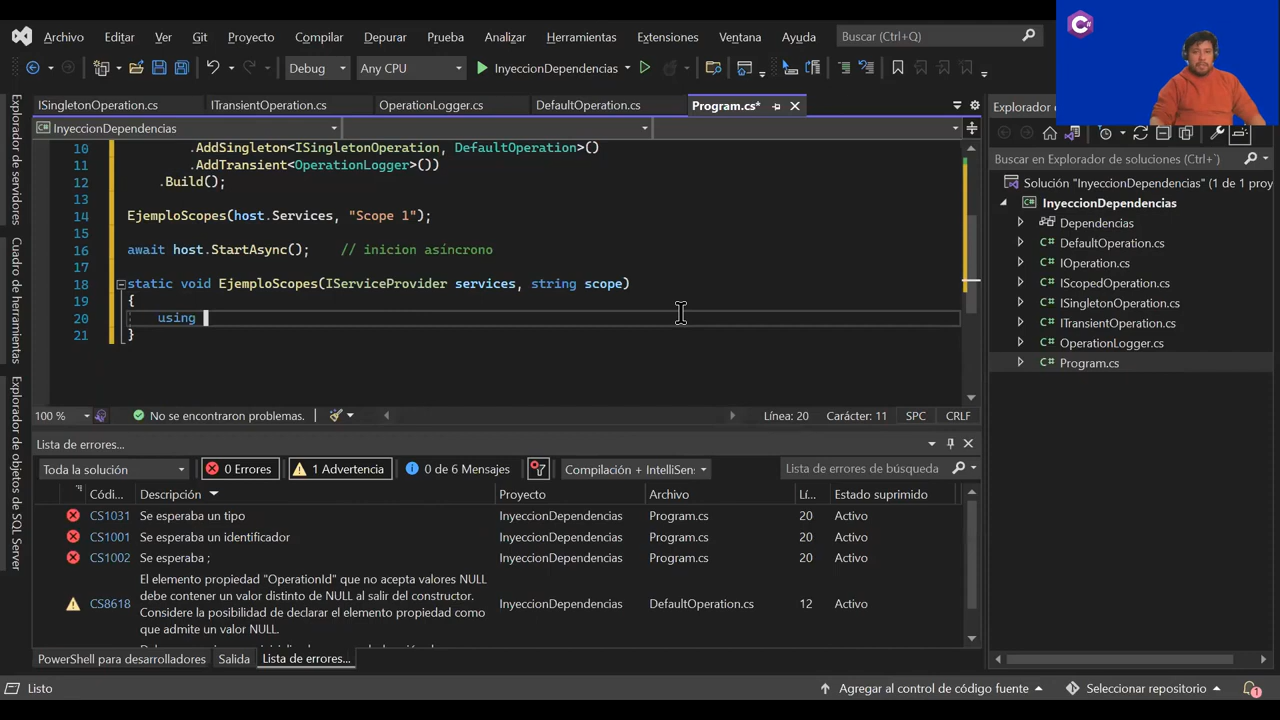 Archivo Editar Ver Git Proyecto Compilar Depurar Prueba Analizar Herramientas Extensiones Ventana Ayuda Buscar (Ctrl+Q)
Debug Any CPU InyeccionDependencias
ISingletonOperation.cs ITransientOperation.cs OperationLogger.cs DefaultOperation.cs Program.cs*
InyeccionDependencias
10 .AddSingleton<ISingletonOperation, DefaultOperation>()
11 .AddTransient<OperationLogger>())
12 .Build();
13
14 EjemploScopes(host.Services, "Scope 1");
15
16 await host.StartAsync(); // inicion asíncrono
17
18 static void EjemploScopes(IServiceProvider services, string scope)
19 {
20 using
21 }
100 % No se encontraron problemas. Línea: 20 Carácter: 11 SPC CRLF
Lista de errores...
Toda la solución 0 Errores 1 Advertencia 0 de 6 Mensajes Compilación + IntelliSen: Lista de errores de búsqueda
Códi... Descripción Proyecto Archivo Lí... Estado suprimido
CS1031 Se esperaba un tipo InyeccionDependencias Program.cs 20 Activo
CS1001 Se esperaba un identificador InyeccionDependencias Program.cs 20 Activo
CS1002 Se esperaba ; InyeccionDependencias Program.cs 20 Activo
El elemento propiedad "OperationId" que no acepta valores NULL
debe contener un valor distinto de NULL al salir del constructor.
CS8618 Considere la posibilidad de declarar el elemento propiedad como InyeccionDependencias DefaultOperation.cs 12 Activo
que admite un valor NULL.
PowerShell para desarrolladores Salida Lista de errores...
Listo Agregar al control de código fuente Seleccionar repositorio 1
Explorador de servidores
Cuadro de herramientas
Explorador de objetos de SQL Server
Explorador de
Buscar en Explorador de soluciones (Ctrl+`)
Solución "InyeccionDependencias" (1 de 1 proy
InyeccionDependencias
Dependencias
C# DefaultOperation.cs
C# IOperation.cs
C# IScopedOperation.cs
C# ISingletonOperation.cs
C# ITransientOperation.cs
C# OperationLogger.cs
C# Program.cs
C#